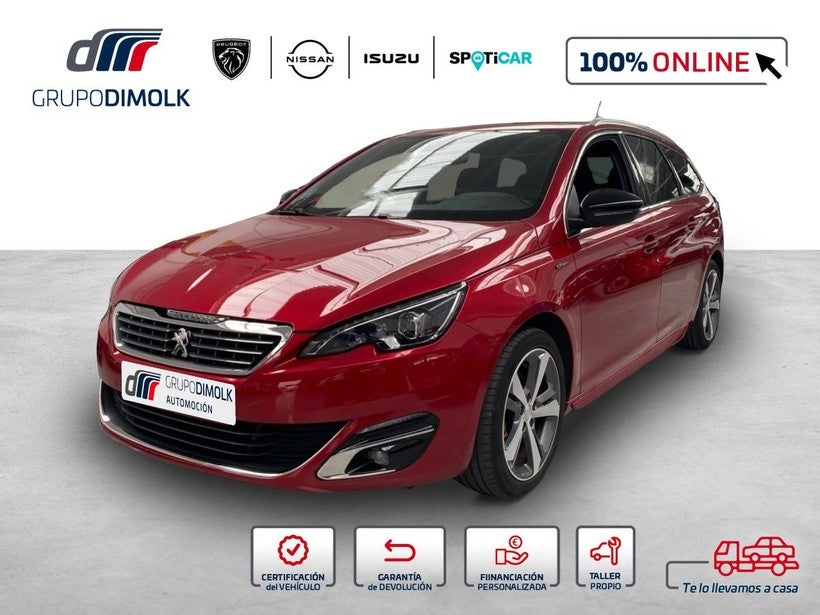 GRUPODIMOLK
PEUGEOT
NISSAN
ISUZU
SPOTiCAR
100% ONLINE
GRUPODIMOLK
AUTOMOCIÓN
CERTIFICACIÓN
del VEHÍCULO
GARANTÍA
de DEVOLUCIÓN
FIINANCIACIÓN
PERSONALIZADA
TALLER
PROPIO
Te lo llevamos a casa